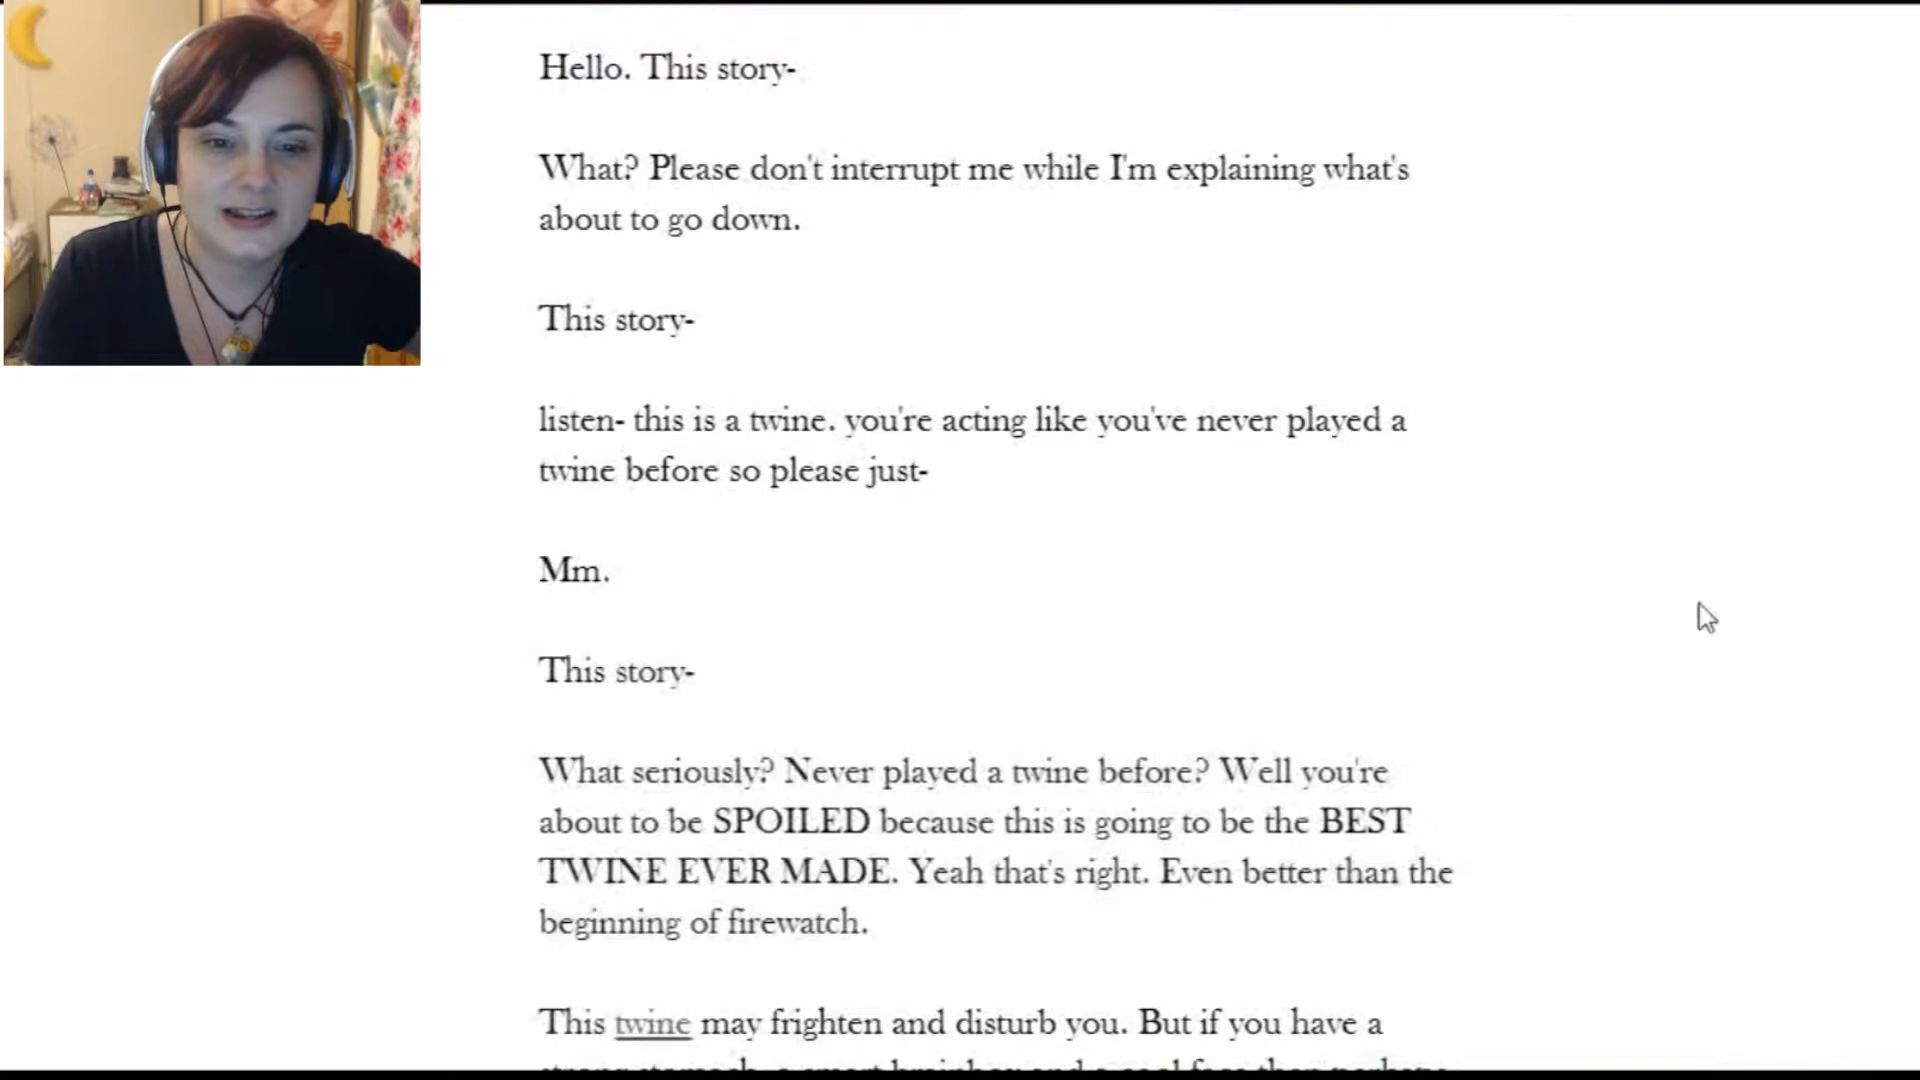 Hello. This story-
What? Please don't interrupt me while I'm explaining what's
about to go down.
This story-
listen- this is a twine. you're acting like you've never played a
twine before so please just-
Mm.
This story-
What seriously? Never played a twine before? Well you're
about to be SPOILED because this is going to be the BEST
TWINE EVER MADE. Yeah that's right. Even better than the
beginning of firewatch.
This twine may frighten and disturb you. But if you have a